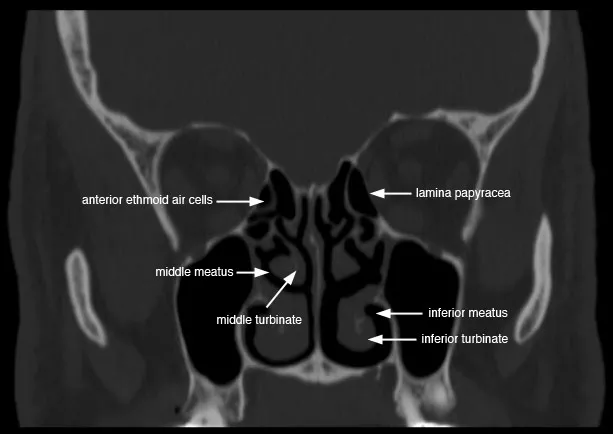 lamina papyracea
anterior ethmoid air cells
middle meatus
inferior meatus
middle turbinate
inferior turbinate